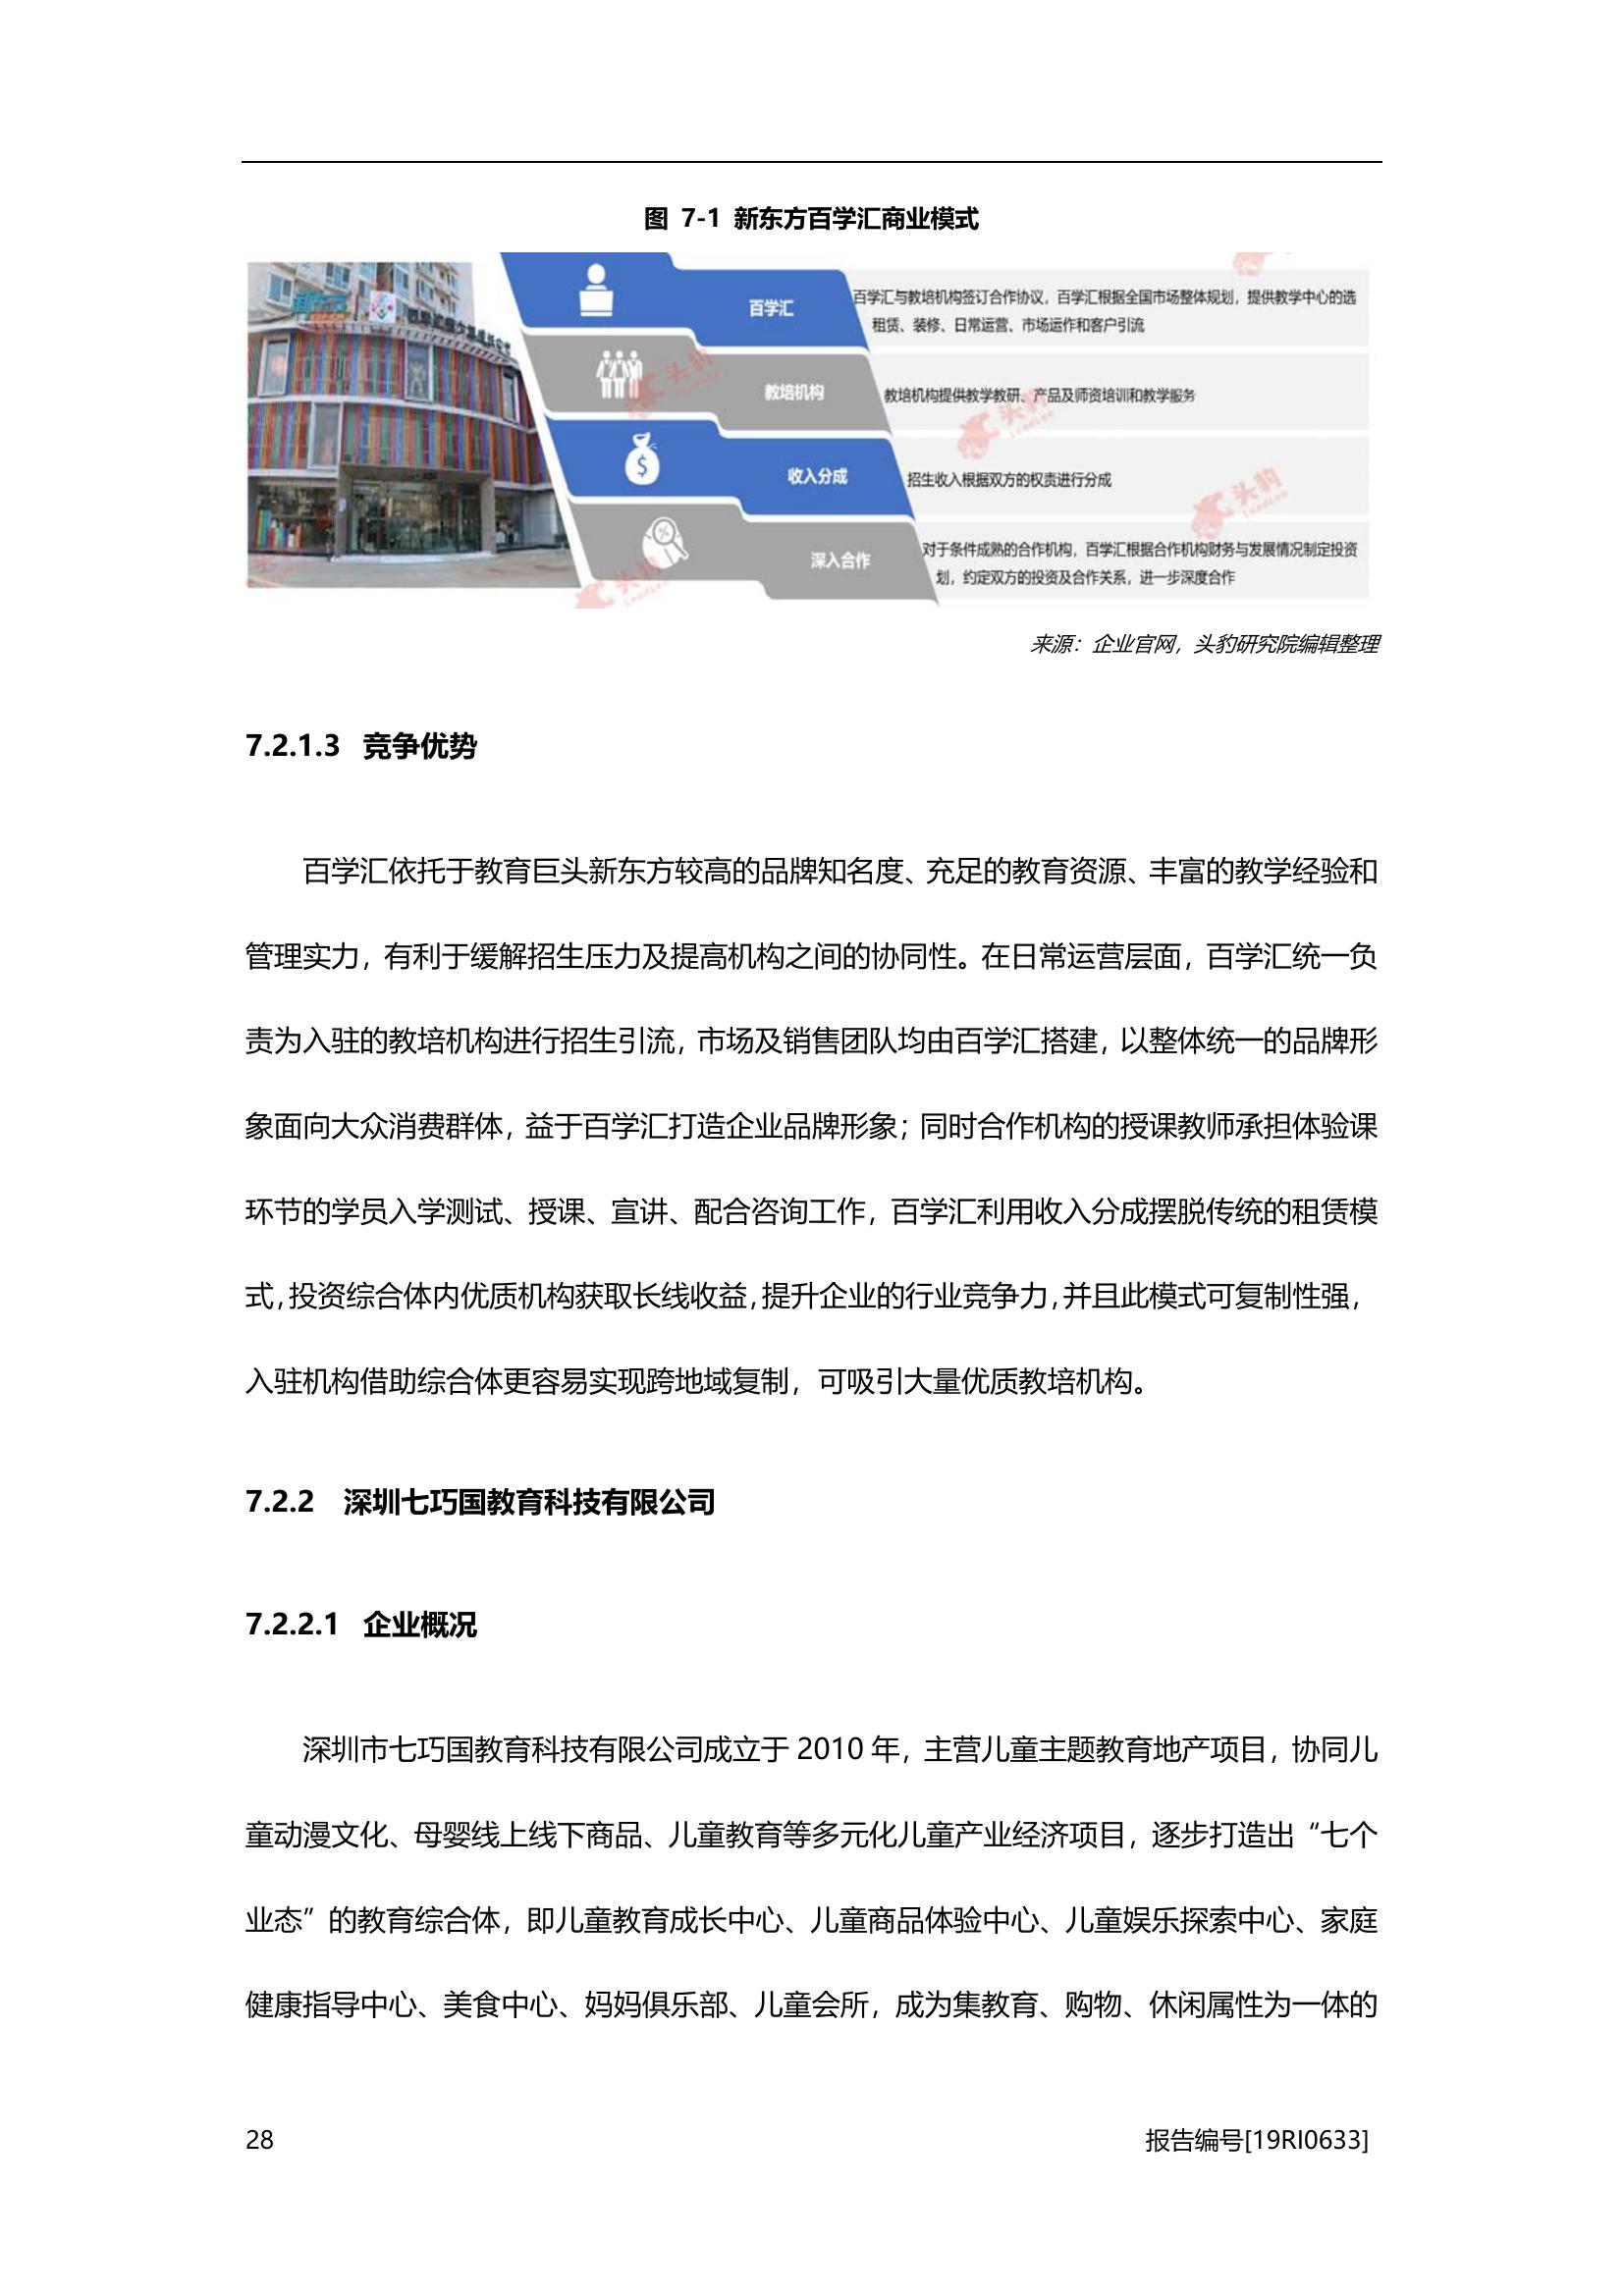 图 7-1 新东方百学汇商业模式
百学汇
百学汇与教培机构签订合作协议，百学汇根据全国市场整体规划，提供教学中心的选
租赁、装修、日常运营、市场运作和客户引流
教培机构
教培机构提供教学教研、产品及师资培训和教学服务
收入分成
招生收入根据双方的权责进行分成
深入合作
对于条件成熟的合作机构，百学汇根据合作机构财务与发展情况制定投资
划，约定双方的投资及合作关系，进一步深度合作
头豹
LeadLeo
来源：企业官网，头豹研究院编辑整理
7.2.1.3 竞争优势
百学汇依托于教育巨头新东方较高的品牌知名度、充足的教育资源、丰富的教学经验和
管理实力，有利于缓解招生压力及提高机构之间的协同性。在日常运营层面，百学汇统一负
责为入驻的教培机构进行招生引流，市场及销售团队均由百学汇搭建，以整体统一的品牌形
象面向大众消费群体，益于百学汇打造企业品牌形象；同时合作机构的授课教师承担体验课
环节的学员入学测试、授课、宣讲、配合咨询工作，百学汇利用收入分成摆脱传统的租赁模
式，投资综合体内优质机构获取长线收益，提升企业的行业竞争力，并且此模式可复制性强，
入驻机构借助综合体更容易实现跨地域复制，可吸引大量优质教培机构。
7.2.2 深圳七巧国教育科技有限公司
7.2.2.1 企业概况
深圳市七巧国教育科技有限公司成立于 2010 年，主营儿童主题教育地产项目，协同儿
童动漫文化、母婴线上线下商品、儿童教育等多元化儿童产业经济项目，逐步打造出“七个
业态”的教育综合体，即儿童教育成长中心、儿童商品体验中心、儿童娱乐探索中心、家庭
健康指导中心、美食中心、妈妈俱乐部、儿童会所，成为集教育、购物、休闲属性为一体的
28
报告编号[19RI0633]